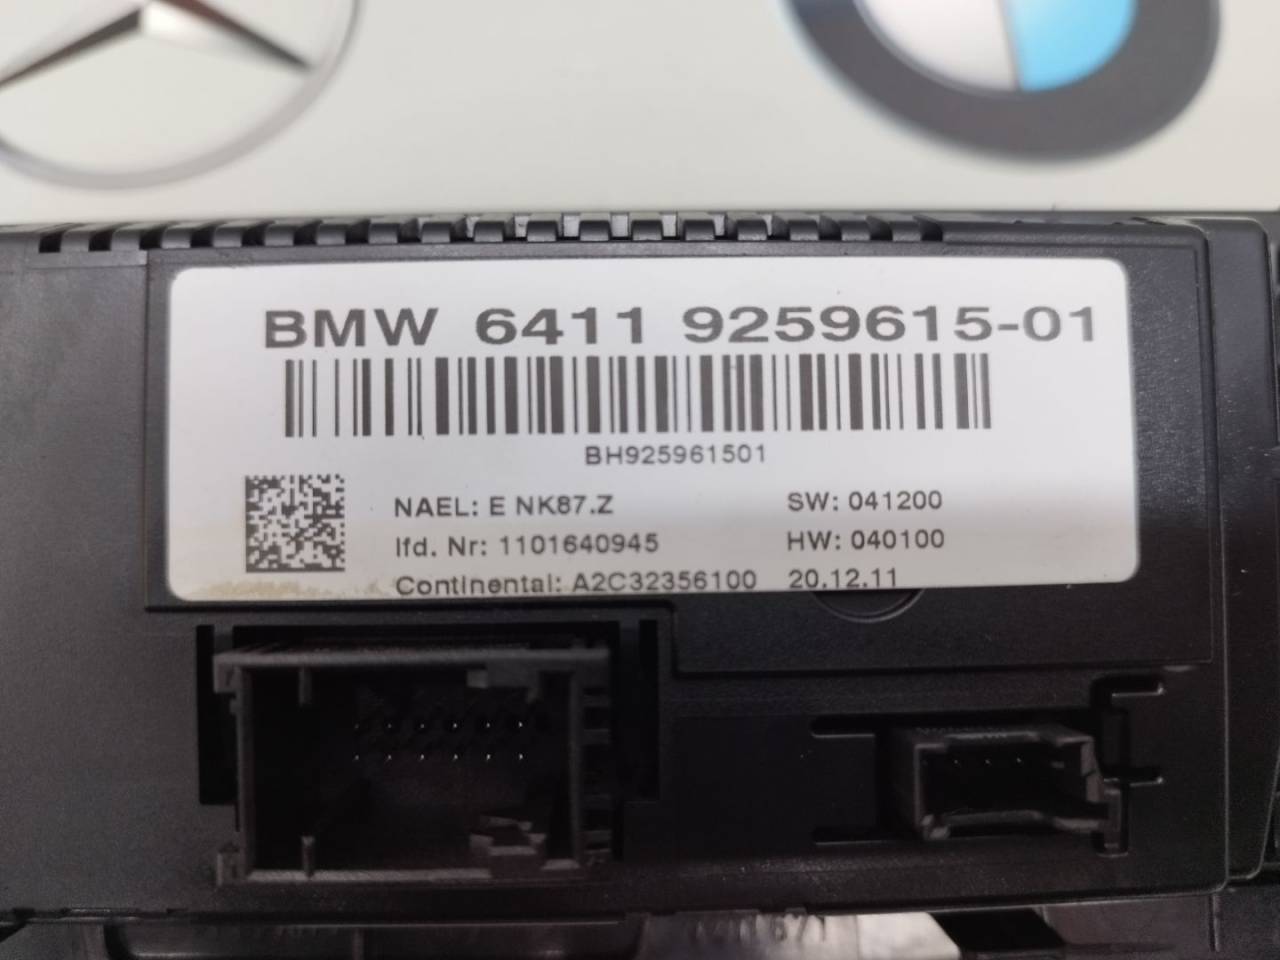 BMW 6411 9259615-01
BH925961501
NAEL: E NK87.Z SW: 041200
lfd. Nr: 1101640945 HW: 040100
Continental: A2C32356100 20.12.11